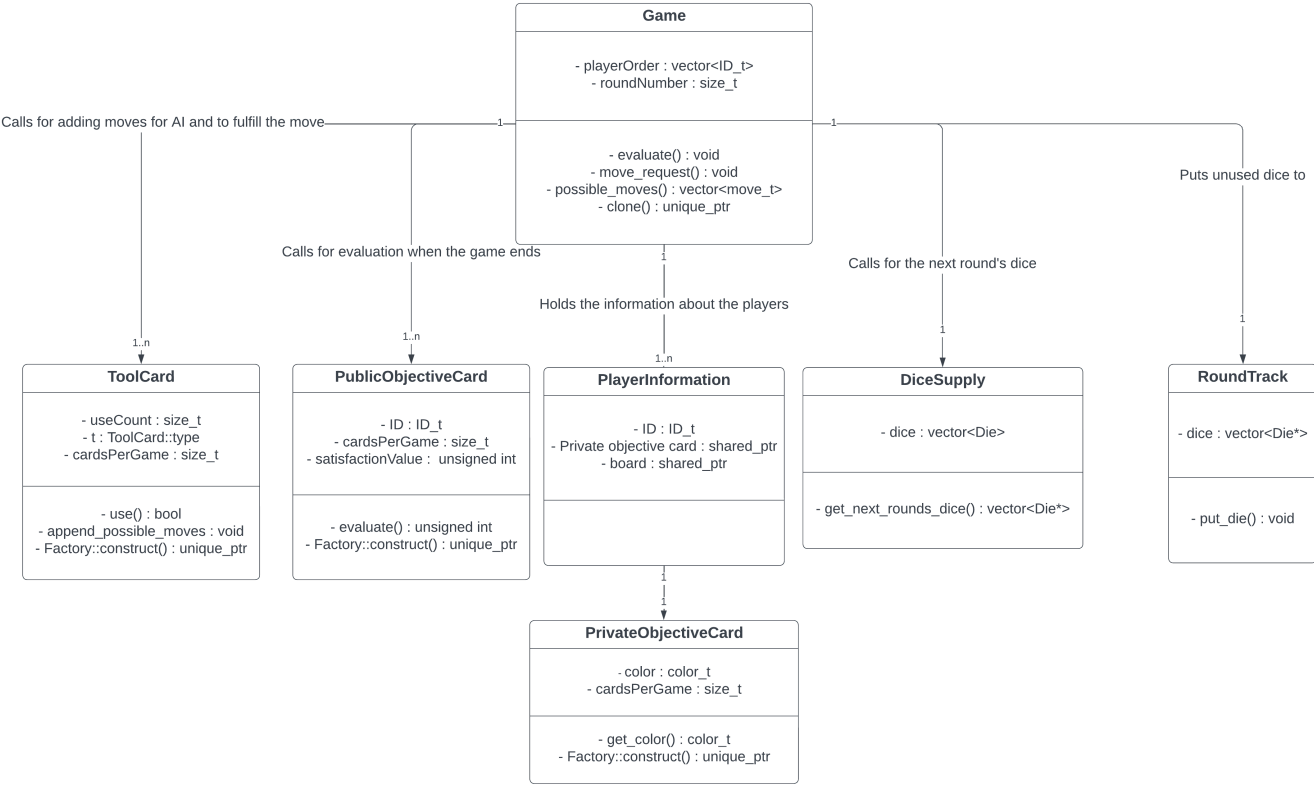 Game
- playerOrder : vector<ID_t>
- roundNumber : size_t
- evaluate() : void
- move_request() : void
- possible_moves() : vector<move_t>
- clone() : unique_ptr
Calls for adding moves for AI and to fulfill the move
1
1
Puts unused dice to
Calls for evaluation when the game ends
1
Calls for the next round's dice
Holds the information about the players
1..n
1..n
1..n
1
1
ToolCard
- useCount : size_t
- t : ToolCard::type
- cardsPerGame : size_t
- use() : bool
- append_possible_moves : void
- Factory::construct() : unique_ptr
PublicObjectiveCard
- ID : ID_t
- cardsPerGame : size_t
- satisfactionValue :  unsigned int
- evaluate() : unsigned int
- Factory::construct() : unique_ptr
PlayerInformation
- ID : ID_t
- Private objective card : shared_ptr
- board : shared_ptr
DiceSupply
- dice : vector<Die>
- get_next_rounds_dice() : vector<Die*>
RoundTrack
- dice : vector<Die*>
- put_die() : void
1
1
PrivateObjectiveCard
- color : color_t
- cardsPerGame : size_t
- get_color() : color_t
- Factory::construct() : unique_ptr